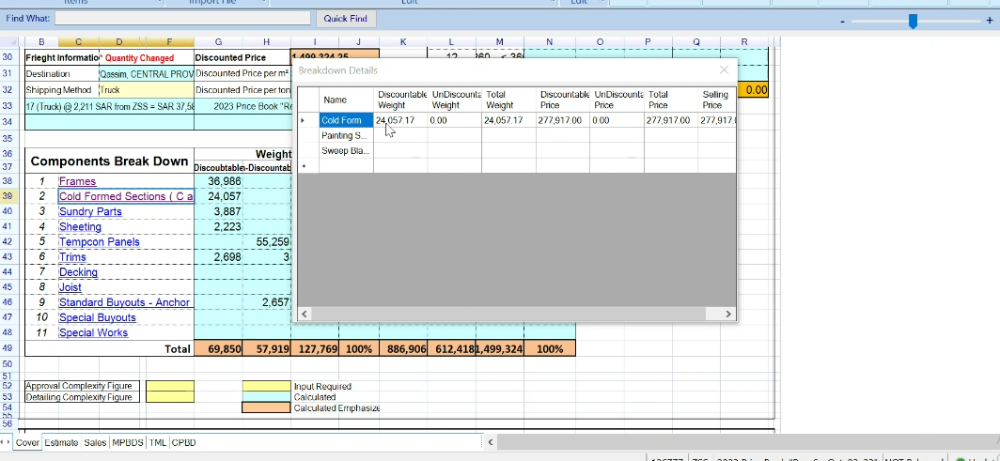 Items Import File Edit Edit
Find What: Quick Find - +
B C D F G H I J K L M N O P Q R
30 Frieght Informatio * Quantity Changed Discounted Price 1,499,324.25
31 Destination 'Qassim, CENTRAL PROV Discounted Price per m²
32 Shipping Method 'Truck Discounted Price per ton 0.00
33 17 (Truck) @ 2,211 SAR from ZSS = SAR 37,58 2023 Price Book "Re
34
35
36 Components Break Down Weight
37 Discoubtable n-Discountab
38 1 Frames 36,986
39 2 Cold Formed Sections ( C a 24,057
40 3 Sundry Parts 3,887
41 4 Sheeting 2,223
42 5 Tempcon Panels 55,259
43 6 Trims 2,698 3
44 7 Decking
45 8 Joist
46 9 Standard Buyouts - Anchor 2,657
47 10 Special Buyouts
48 11 Special Works
49 Total 69,850 57,919 127,769 100% 886,906 612,418 1,499,324 100%
50
51
52 Approval Complexity Figure Input Required
53 Detailing Complexity Figure Calculated
54 Calculated Emphasize
55
56
Breakdown Details
Name Discountable Weight UnDiscounta Weight Total Weight Discountable Price UnDiscounta Price Total Price Selling Price
Cold Form 24,057.17 0.00 24,057.17 277,917.00 0.00 277,917.00 277,917.
Painting S...
Sweep Bla...
Cover Estimate Sales MPBDS TML CPBD